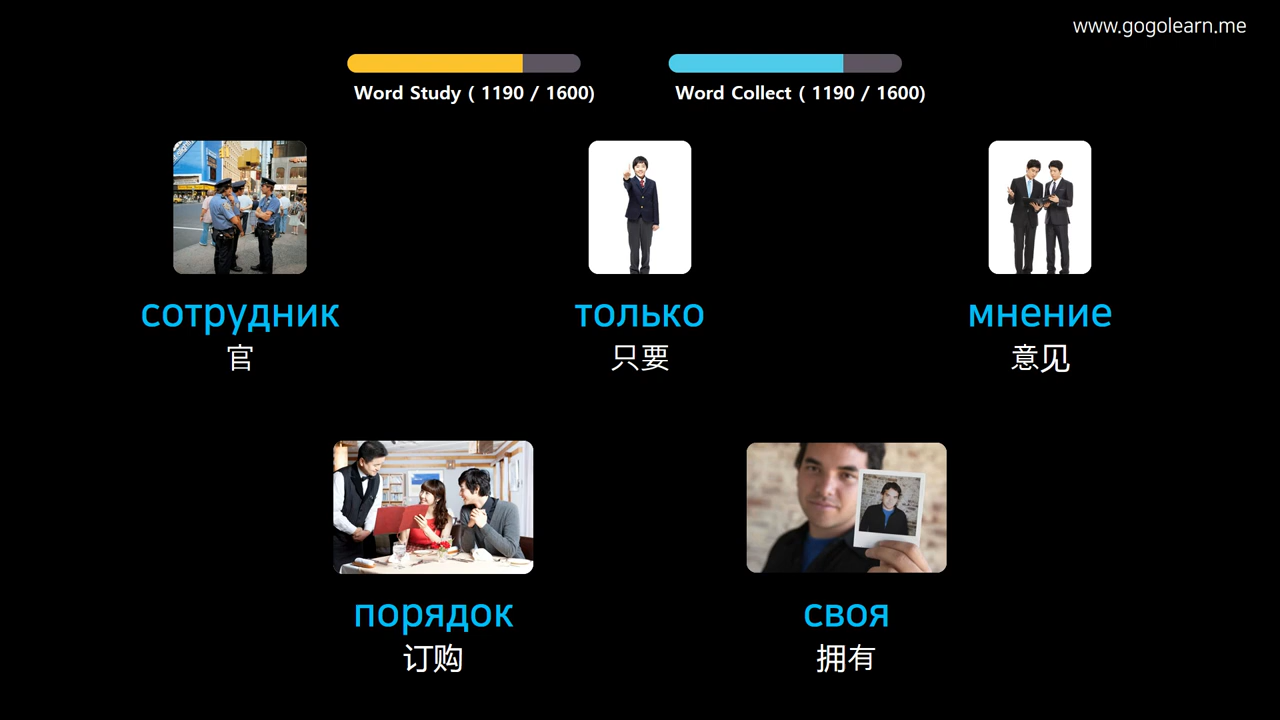 www.gogolearn.me
Word Study ( 1190 / 1600)
Word Collect ( 1190 / 1600)
сотрудник
官
только
只要
мнение
意见
порядок
订购
своя
拥有